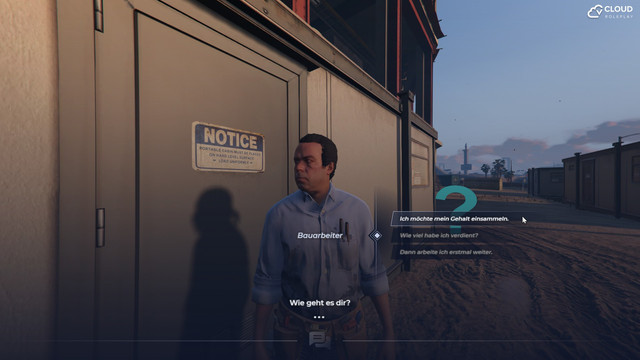 CLOUD
ROLEPLAY
NOTICE
Ich möchte mein Gehalt einsammeln.
Bauarbeiter
Wie viel habe ich verdient?
Dann arbeite ich erstmal weiter.
Wie geht es dir?
...